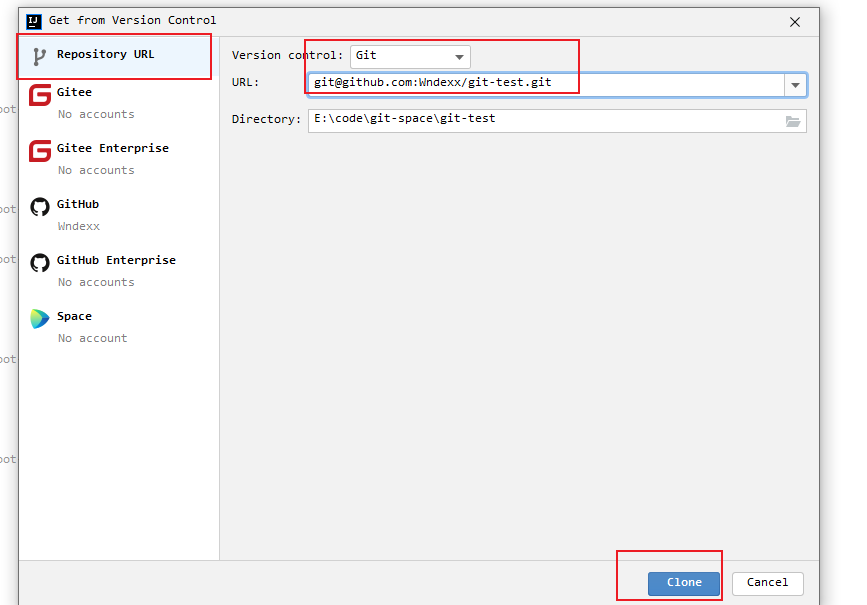 IJ Get from Version Control
Repository URL
Gitee
No accounts
Gitee Enterprise
No accounts
GitHub
Wndexx
GitHub Enterprise
No accounts
Space
No account
Version control: Git
URL: git@github.com:Wndexx/git-test.git
Directory: E:\code\git-space\git-test
Clone Cancel
oot
oot
oot
oot
oot